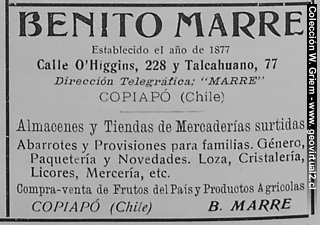 BENITO MARRE
Establecido el año de 1877
Calle O'Higgins, 228 y Talcahuano, 77
Dirección Telegráfica: "MARRE"
COPIAPÓ (Chile)
Almacenes y Tiendas de Mercaderías surtidas
Abarrotes y Provisiones para familias. Género,
Paquetería y Novedades. Loza, Cristalería,
Licores, Mercería, etc.
Compra-venta de Frutos del País y Productos Agricolas
COPIAPÓ (Chile) B. MARRE
Colección W. Griem - www.geovirtual2.cl